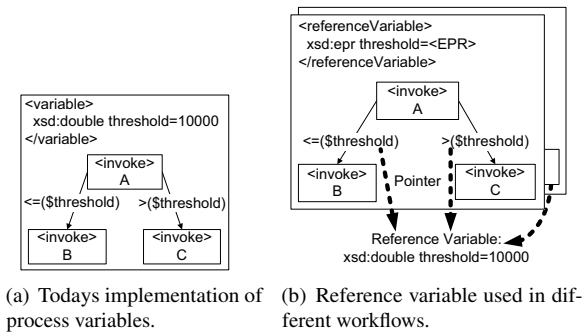 <variable>
xsd:double threshold=10000
</variable>
<invoke>
A
<=($threshold) >($threshold)
<invoke> <invoke>
B C
(a) Todays implementation of
process variables.
<referenceVariable>
xsd:epr threshold=<EPR>
</referenceVariable>
<invoke>
A
<=($threshold) >($threshold)
<invoke> Pointer <invoke>
B C
Reference Variable:
xsd:double threshold=10000
(b) Reference variable used in dif-
ferent workflows.